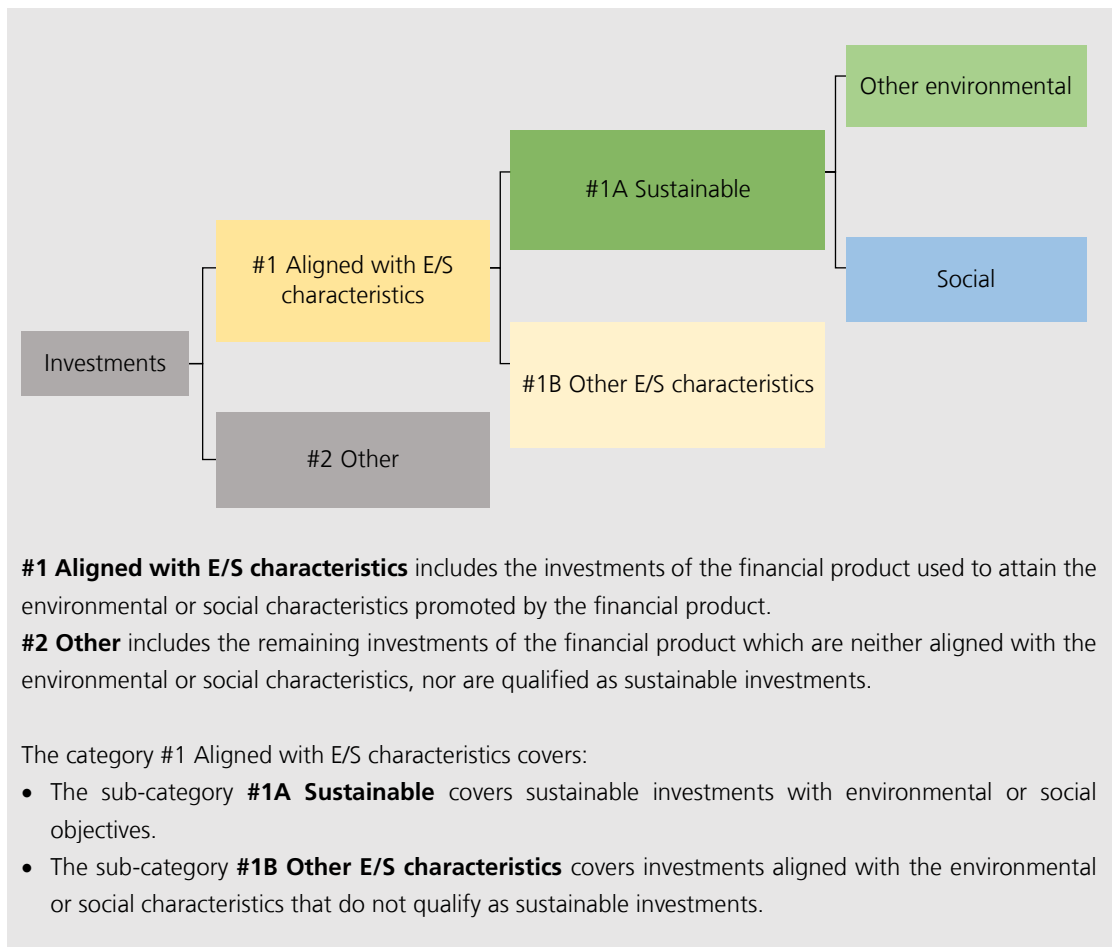 Other environmental
#1A Sustainable
#1 Aligned with E/S
characteristics
Social
Investments
#1B Other E/S characteristics
#2 Other
#1 Aligned with E/S characteristics includes the investments of the financial product used to attain the
environmental or social characteristics promoted by the financial product.
#2 Other includes the remaining investments of the financial product which are neither aligned with the
environmental or social characteristics, nor are qualified as sustainable investments.
The category #1 Aligned with E/S characteristics covers:
• The sub-category #1A Sustainable covers sustainable investments with environmental or social
objectives.
• The sub-category #1B Other E/S characteristics covers investments aligned with the environmental
or social characteristics that do not qualify as sustainable investments.